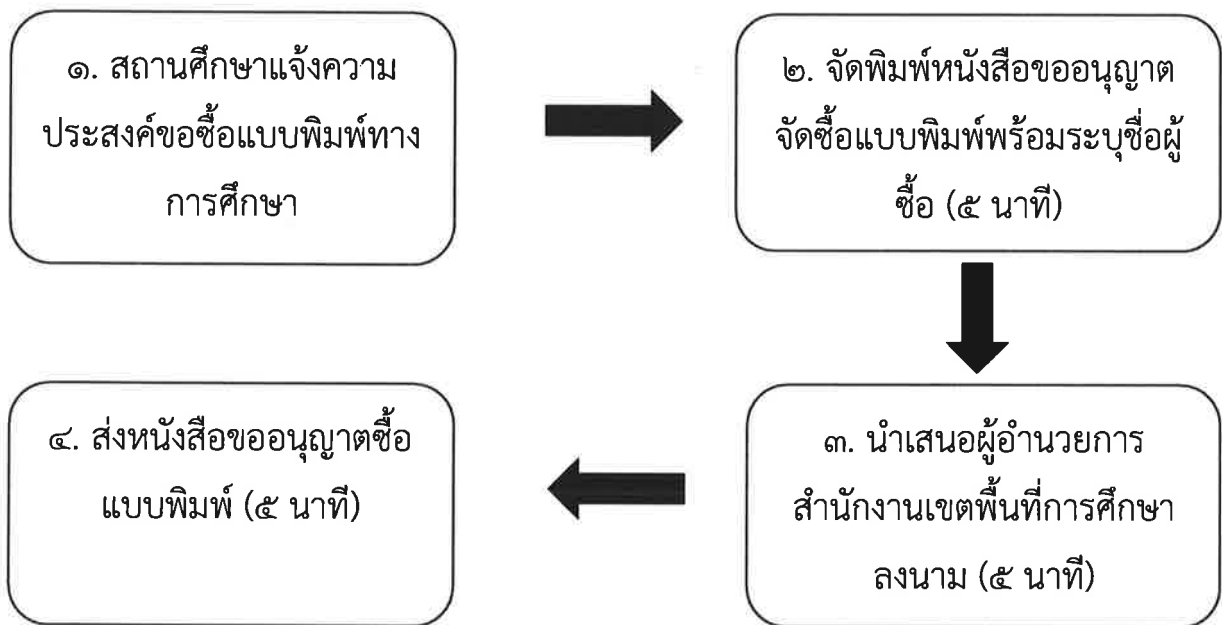 ๑. สถานศึกษาแจ้งความ
ประสงค์ขอซื้อแบบพิมพ์ทาง
การศึกษา
๒. จัดพิมพ์หนังสือขออนุญาต
จัดซื้อแบบพิมพ์พร้อมระบุชื่อผู้
ซื้อ (๕ นาที)
๓. นำเสนอผู้อำนวยการ
สำนักงานเขตพื้นที่การศึกษา
ลงนาม (๕ นาที)
๔. ส่งหนังสือขออนุญาตซื้อ
แบบพิมพ์ (๕ นาที)